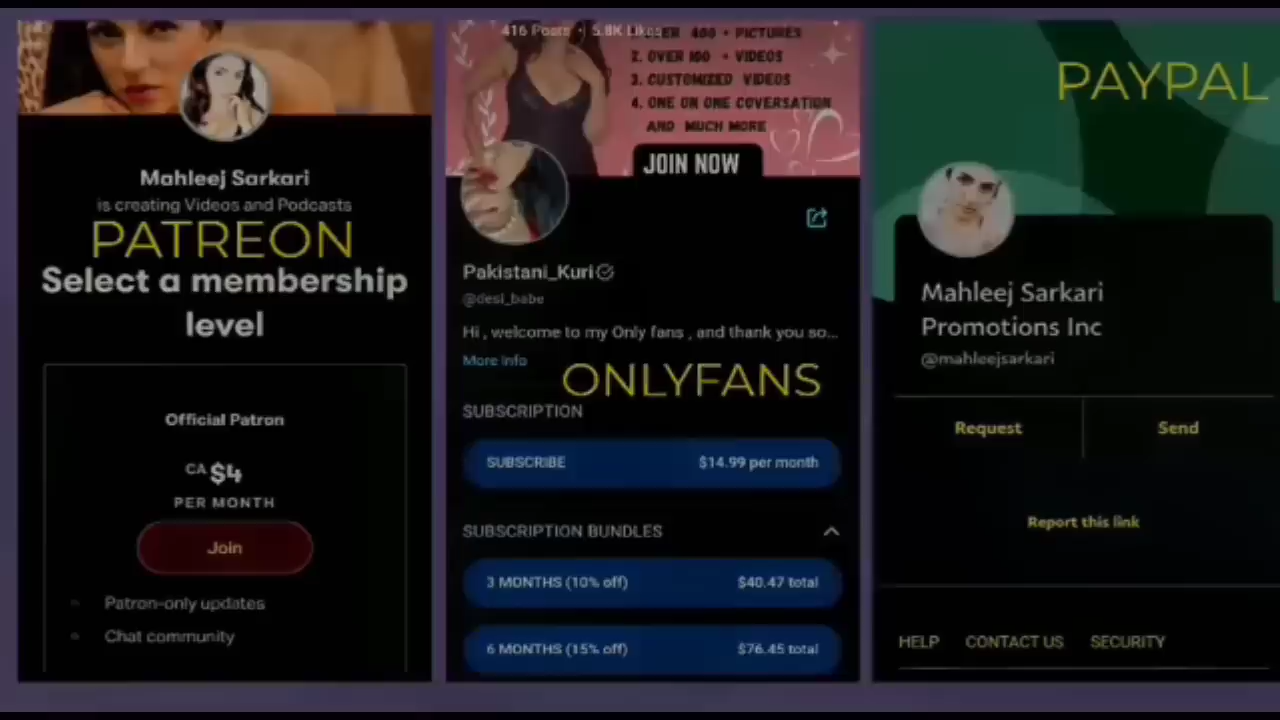 Mahleej Sarkari
is creating Videos and Podcasts
PATREON
Select a membership
level
Official Patron
CA $4
PER MONTH
Join
Patron-only updates
Chat community
416 Posts • 5.8K Likes
400 + PICTURES
2. OVER 100 + VIDEOS
3. CUSTOMIZED VIDEOS
4. ONE ON ONE COVERSATION
AND MUCH MORE
JOIN NOW
Pakistani_Kuri
@desi_babe
Hi , welcome to my Only fans , and thank you so...
More Info
ONLYFANS
SUBSCRIPTION
SUBSCRIBE $14.99 per month
SUBSCRIPTION BUNDLES
3 MONTHS (10% off) $40.47 total
6 MONTHS (15% off) $76.45 total
PAYPAL
Mahleej Sarkari
Promotions Inc
@mahleejsarkari
Request Send
Report this link
HELP CONTACT US SECURITY